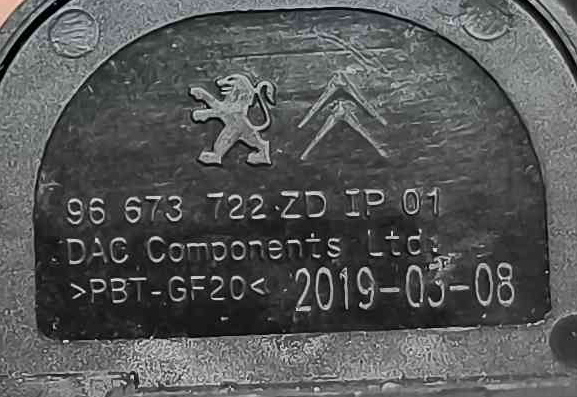 96 673 722 ZD IP 01
DAC Components Ltd.
>PBT-GF20< 2019-03-08